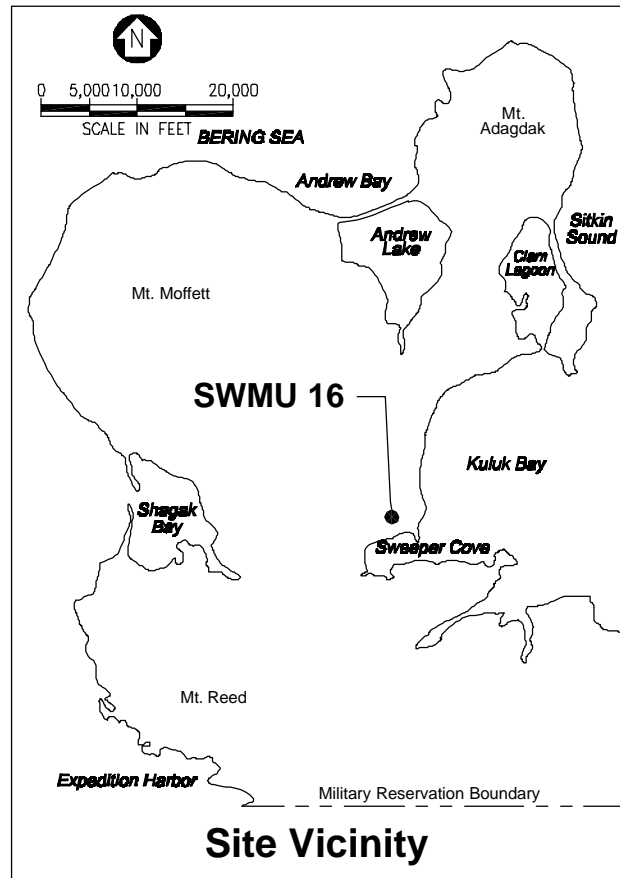 N
0 5,000 10,000 20,000
SCALE IN FEET
BERING SEA
Mt.
Adagdak
Andrew Bay
Andrew
Lake
Sitkin
Sound
Clam
Lagoon
Mt. Moffett
SWMU 16
Kuluk Bay
Shagak
Bay
Sweeper Cove
Mt. Reed
Expedition Harbor
Military Reservation Boundary
Site Vicinity